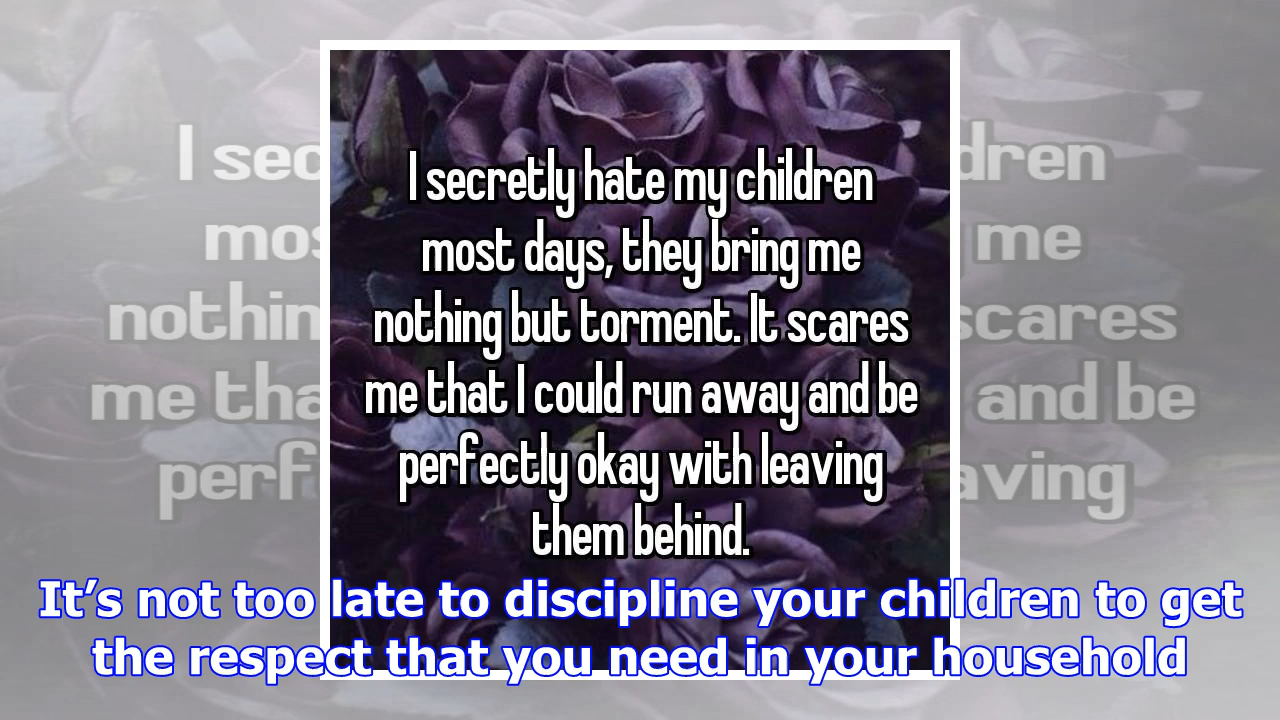 I secretly hate my children
most days, they bring me
nothing but torment. It scares
me that I could run away and be
perfectly okay with leaving
them behind.
It’s not too late to discipline your children to get
the respect that you need in your household